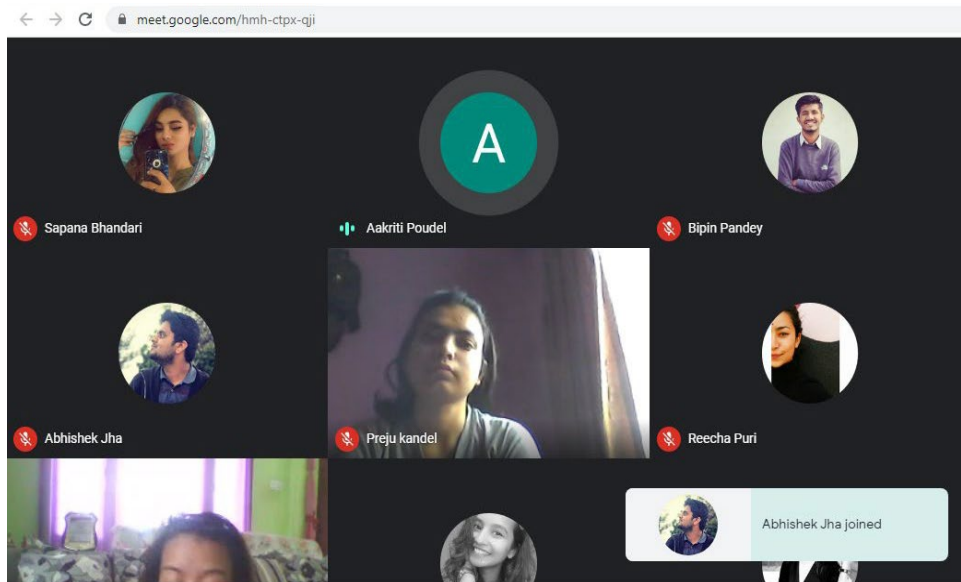 meet.google.com/hmh-ctpx-qji
A
Sapana Bhandari
Aakriti Poudel
Bipin Pandey
Abhishek Jha
Preju kandel
Reecha Puri
Abhishek Jha joined